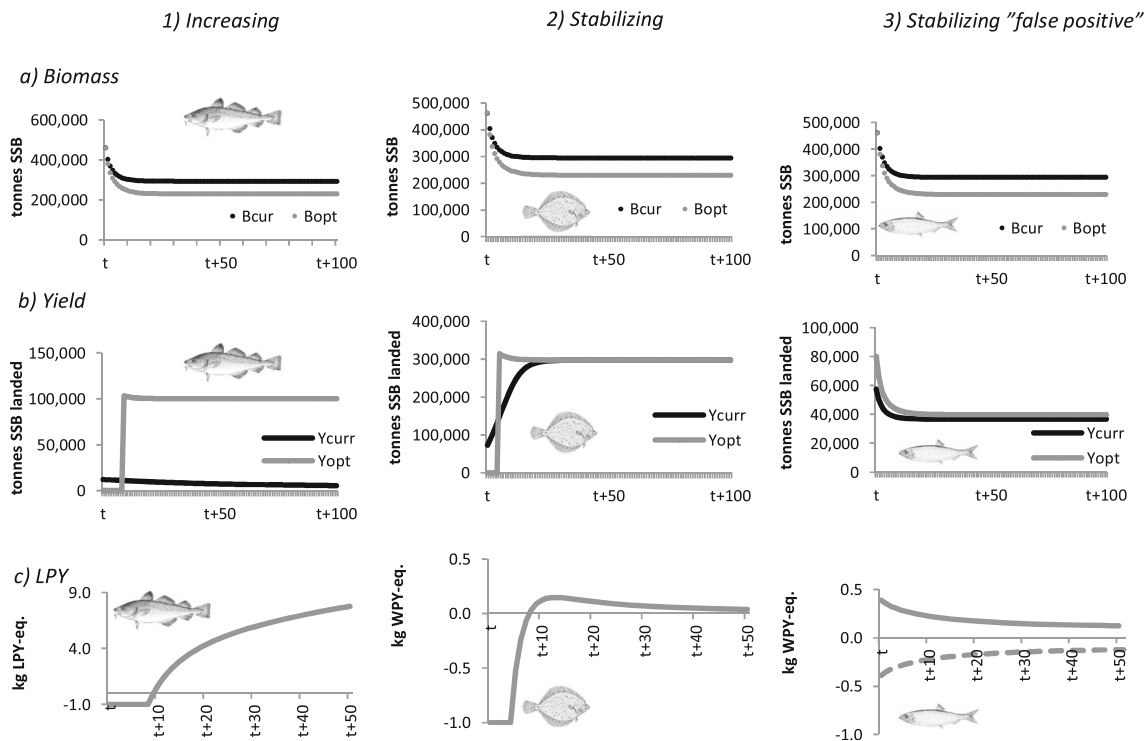 1) Increasing
2) Stabilizing
3) Stabilizing ”false positive”
a) Biomass
tonnes SSB
600,000
400,000
200,000
0
Bcur Bopt
t t+50 t+100
tonnes SSB
500,000
400,000
300,000
200,000
100,000
0
Bcur Bopt
t t+50 t+100
tonnes SSB
500,000
400,000
300,000
200,000
100,000
0
Bcur Bopt
t t+50 t+100
b) Yield
tonnes SSB landed
150,000
100,000
50,000
0
Ycurr
Yopt
t t+50 t+100
tonnes SSB landed
400,000
300,000
200,000
100,000
0
Ycurr
Yopt
t t+50 t+100
tonnes SSB landed
100,000
80,000
60,000
40,000
20,000
0
Ycurr
Yopt
t t+50 t+100
c) LPY
kg LPY-eq.
9.0
4.0
-1.0
t t+10 t+20 t+30 t+40 t+50
kg WPY-eq.
0.5
0.0
-0.5
-1.0
t t+10 t+20 t+30 t+40 t+50
kg WPY-eq.
0.5
0.0
-0.5
-1.0
t t+10 t+20 t+30 t+40 t+50